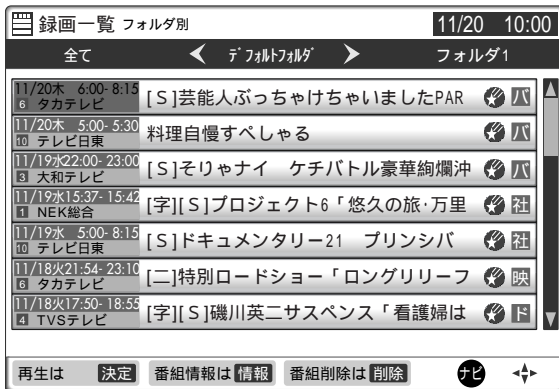 録画一覧 フォルダ別 11/20 10:00
全て ﾃﾞﾌｫﾙﾄﾌｫﾙﾀﾞ フォルダ1
11/20木 6:00- 8:15
6 タカテレビ
[S]芸能人ぶっちゃけちゃいましたPAR バ
11/20木 5:00- 5:30
10 テレビ日東
料理自慢すぺしゃる バ
11/19水22:00- 23:00
3 大和テレビ
[S]そりゃナイ ケチバトル豪華絢爛沖 バ
11/19水15:37- 15:42
1 NEK総合
[字][S]プロジェクト6「悠久の旅·万里 社
11/19水 5:00- 8:15
10 テレビ日東
[S]ドキュメンタリー21 プリンシパ 社
11/18火21:54- 23:10
6 タカテレビ
[二]特別ロードショー「ロングリリーフ 映
11/18火17:50- 18:55
4 TVSテレビ
[字][S]磯川英二サスペンス「看護婦は ド
再生は 決定 番組情報は 情報 番組削除は 削除 ナビ